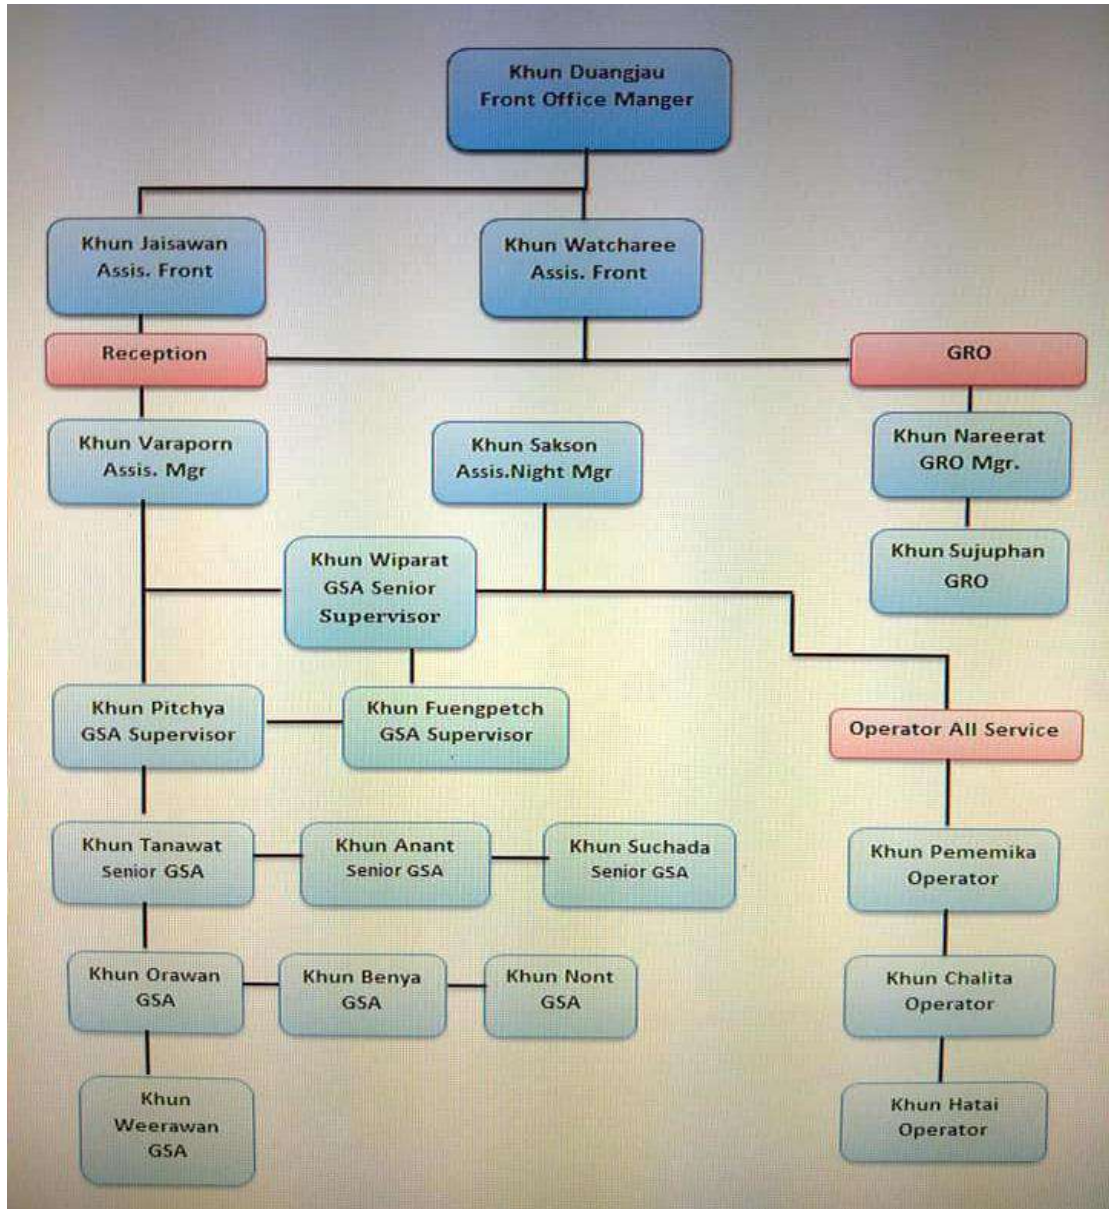 Khun Duangjau
Front Office Manger
Khun Jaisawan
Assis. Front
Khun Watcharee
Assis. Front
Reception
GRO
Khun Varaporn
Assis. Mgr
Khun Sakson
Assis.Night Mgr
Khun Nareerat
GRO Mgr.
Khun Wiparat
GSA Senior
Supervisor
Khun Sujuphan
GRO
Khun Pitchya
GSA Supervisor
Khun Fuengpetch
GSA Supervisor
Operator All Service
Khun Tanawat
Senior GSA
Khun Anant
Senior GSA
Khun Suchada
Senior GSA
Khun Pememika
Operator
Khun Orawan
GSA
Khun Benya
GSA
Khun Nont
GSA
Khun Chalita
Operator
Khun
Weerawan
GSA
Khun Hatai
Operator